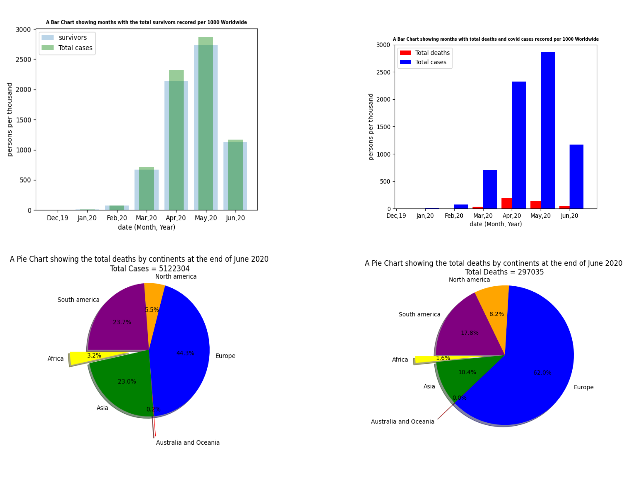 A Bar Chart showing months with the total survivors recored per 1000 Worldwide
3000
2500
2000
1500
1000
500
0
persons per thousand
survivors
Total cases
Dec,19 Jan,20 Feb,20 Mar,20 Apr,20 May,20 Jun,20
date (Month, Year)
A Bar Chart showing months with total deaths and covid cases recored per 1000 Worldwide
3000
2500
2000
1500
1000
500
0
persons per thousand
Total deaths
Total cases
Dec,19 Jan,20 Feb,20 Mar,20 Apr,20 May,20 Jun,20
date (Month, Year)
A Pie Chart showing the total deaths by continents at the end of June 2020
Total Cases = 5122304
North america
South america
Africa
3.2%
Europe
Asia
Australia and Oceania
A Pie Chart showing the total deaths by continents at the end of June 2020
Total Deaths = 297035
North america
8.2%
South america
Africa
Asia
10.4%
Europe
Australia and Oceania